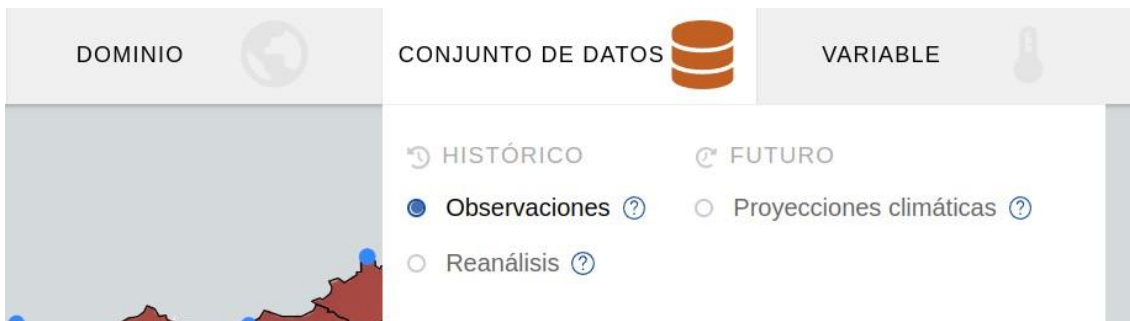 DOMINIO
CONJUNTO DE DATOS
VARIABLE
HISTÓRICO
FUTURO
Observaciones ?
Proyecciones climáticas ?
Reanálisis ?